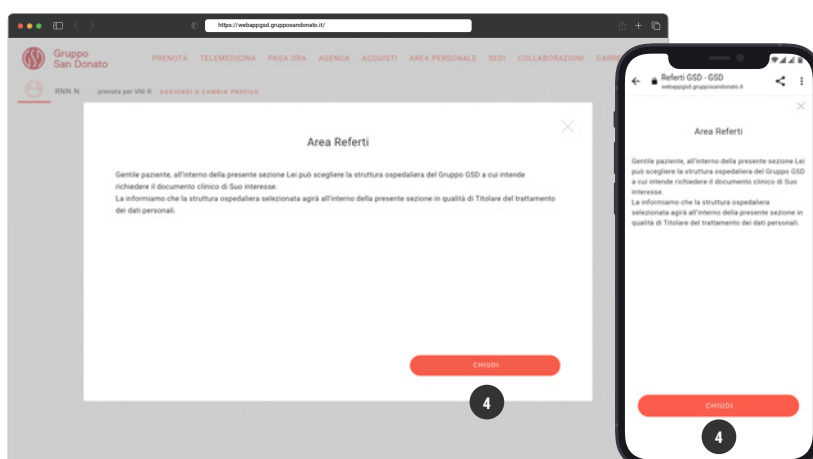 https://webappgsd.grupposandonato.it/
Gruppo
San Donato
PRENOTA TELEMEDICINA PAGA ORA AGENDA ACQUISTI AREA PERSONALE SEDI COLLABORAZIONI
RNN N. prenota per VNI R. AGGIUNGI O CAMBIA PROFILO
Area Referti
Gentile paziente, all'interno della presente sezione Lei può scegliere la struttura ospedaliera del Gruppo GSD a cui intende
richiedere il documento clinico di Suo interesse.
La informiamo che la struttura ospedaliera selezionata agirà all'interno della presente sezione in qualità di Titolare del trattamento
dei dati personali.
CHIUDI
4
Referti GSD - GSD
webappgsd.grupposandonato.it
Area Referti
Gentile paziente, all'interno della presente sezione Lei
può scegliere la struttura ospedaliera del Gruppo GSD
a cui intende richiedere il documento clinico di Suo
interesse.
La informiamo che la struttura ospedaliera
selezionata agirà all'interno della presente sezione in
qualità di Titolare del trattamento dei dati personali.
CHIUDI
4